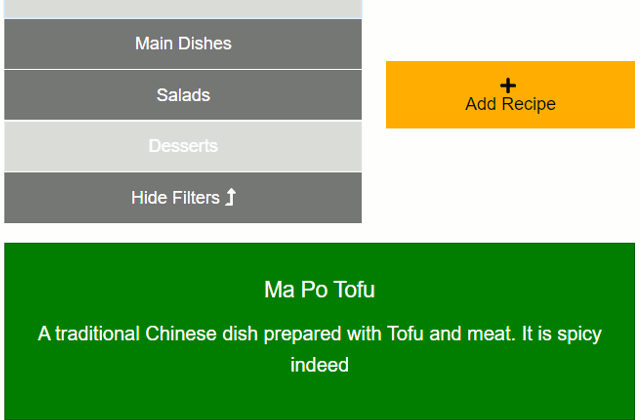 Main Dishes
Salads
Desserts
Hide Filters
Add Recipe
Ma Po Tofu
A traditional Chinese dish prepared with Tofu and meat. It is spicy
indeed